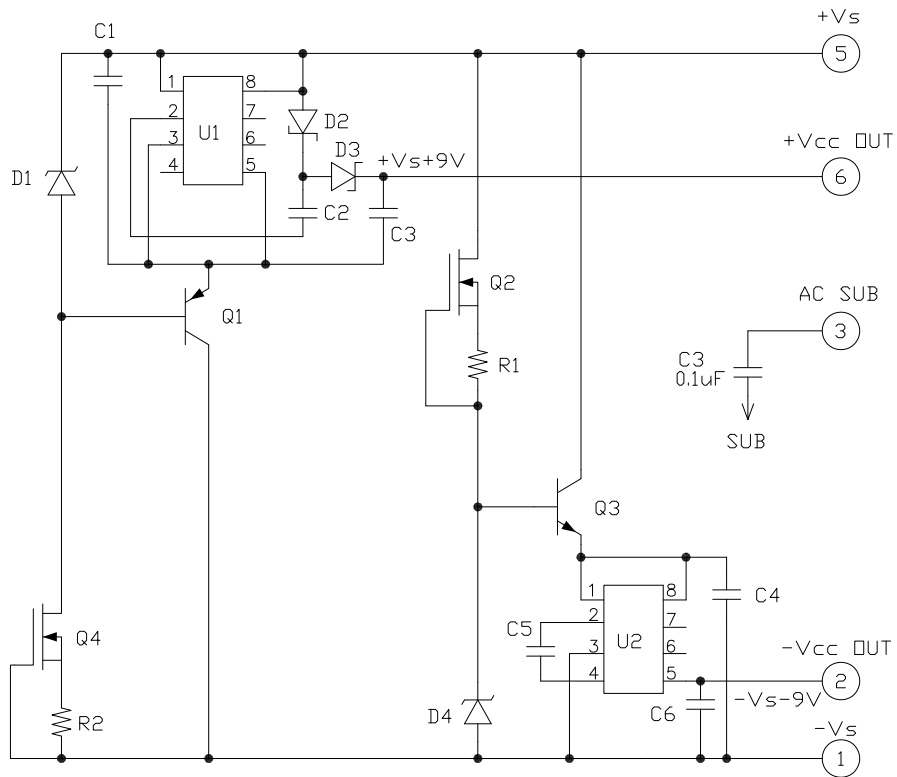 +Vs
C1
5
1
8
D2
2
7
U1
3
6
D3
+Vcc OUT
4
5
+Vs+9V
D1
6
C2
C3
Q2
AC SUB
Q1
3
C3
R1
0.1uF
SUB
Q3
1
8
C4
2
7
C5
U2
Q4
3
6
-Vcc OUT
4
5
2
-Vs-9V
D4
C6
R2
-Vs
1